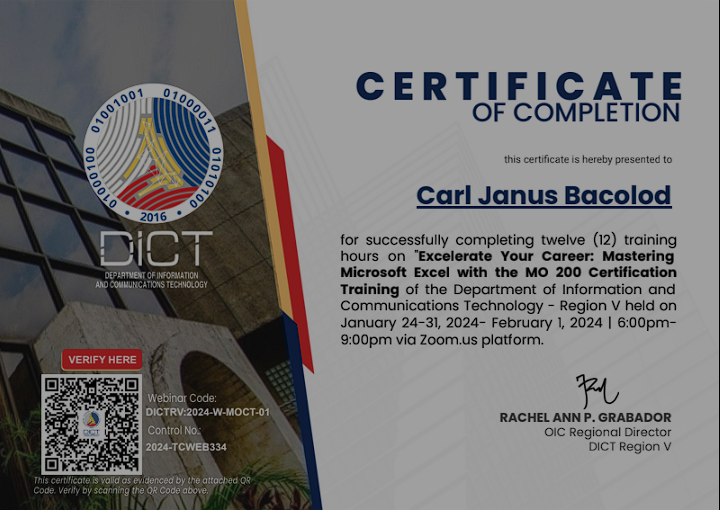 CERTIFICATE
OF COMPLETION
this certificate is hereby presented to
Carl Janus Bacolod
for successfully completing twelve (12) training
hours on "Excelerate Your Career: Mastering
Microsoft Excel with the MO 200 Certification
Training of the Department of Information and
Communications Technology - Region V held on
January 24-31, 2024- February 1, 2024 | 6:00pm-
9:00pm via Zoom.us platform.
RACHEL ANN P. GRABADOR
OIC Regional Director
DICT Region V
01000100 01001001 01000011 01010100
2016
DICT
DEPARTMENT OF INFORMATION
AND COMMUNICATIONS TECHNOLOGY
VERIFY HERE
DICT
Webinar Code:
DICTRV:2024-W-MOCT-01
Control No.:
2024-TCWEB334
This certificate is valid as evidenced by the attached QR
Code. Verify by scanning the QR Code above.